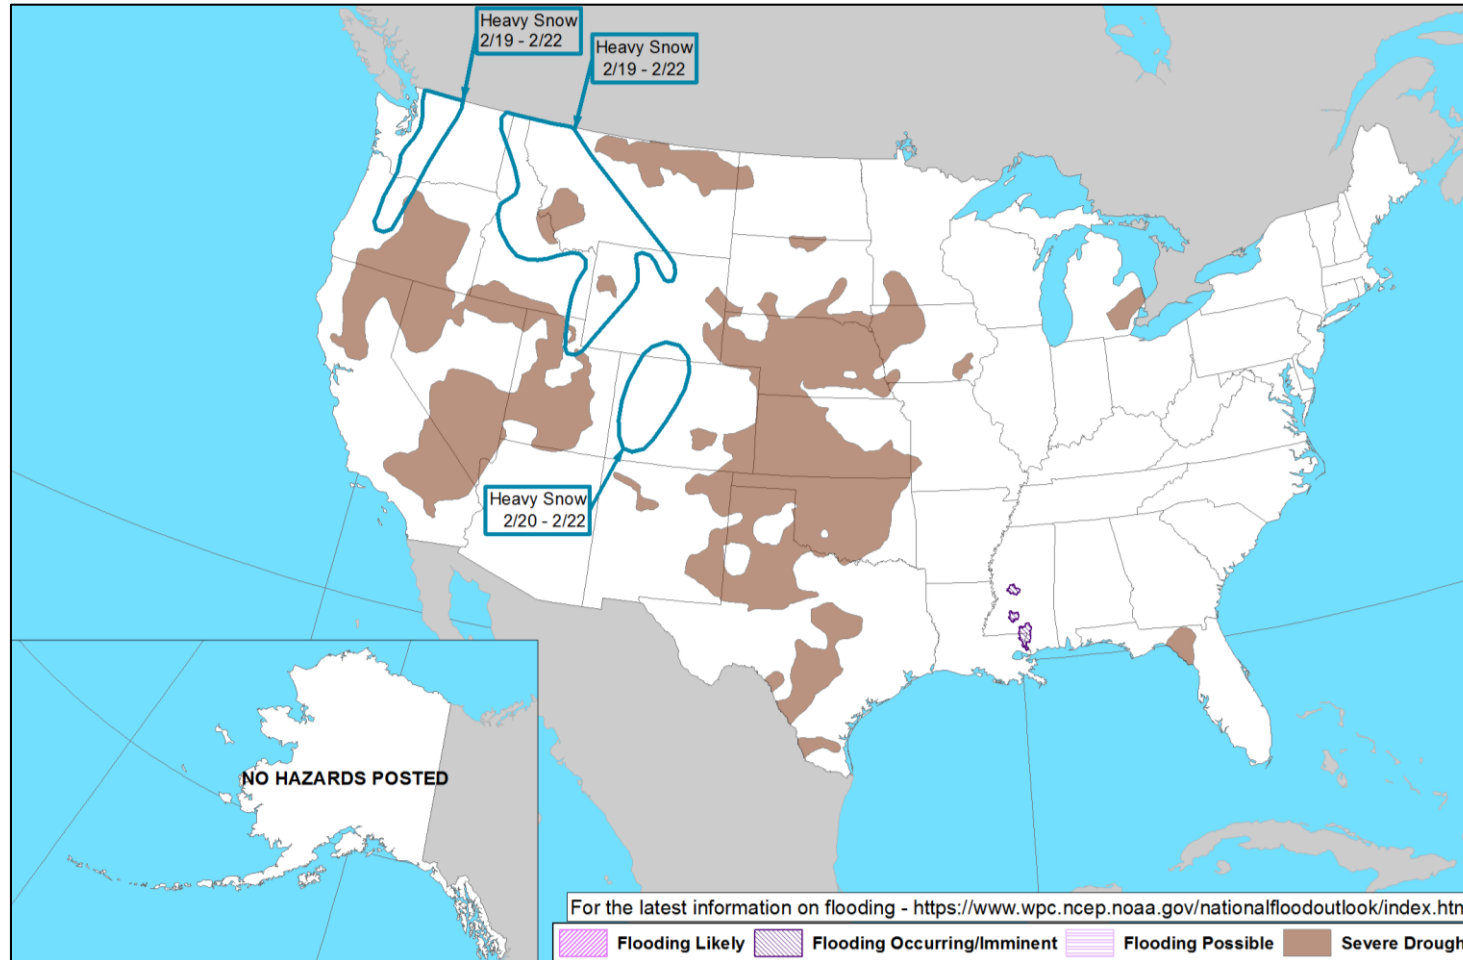 Heavy Snow
2/19 - 2/22
Heavy Snow
2/19 - 2/22
Heavy Snow
2/20 - 2/22
NO HAZARDS POSTED
For the latest information on flooding - https://www.wpc.ncep.noaa.gov/nationalfloodoutlook/index.htm
Flooding Likely Flooding Occurring/Imminent Flooding Possible Severe Drough